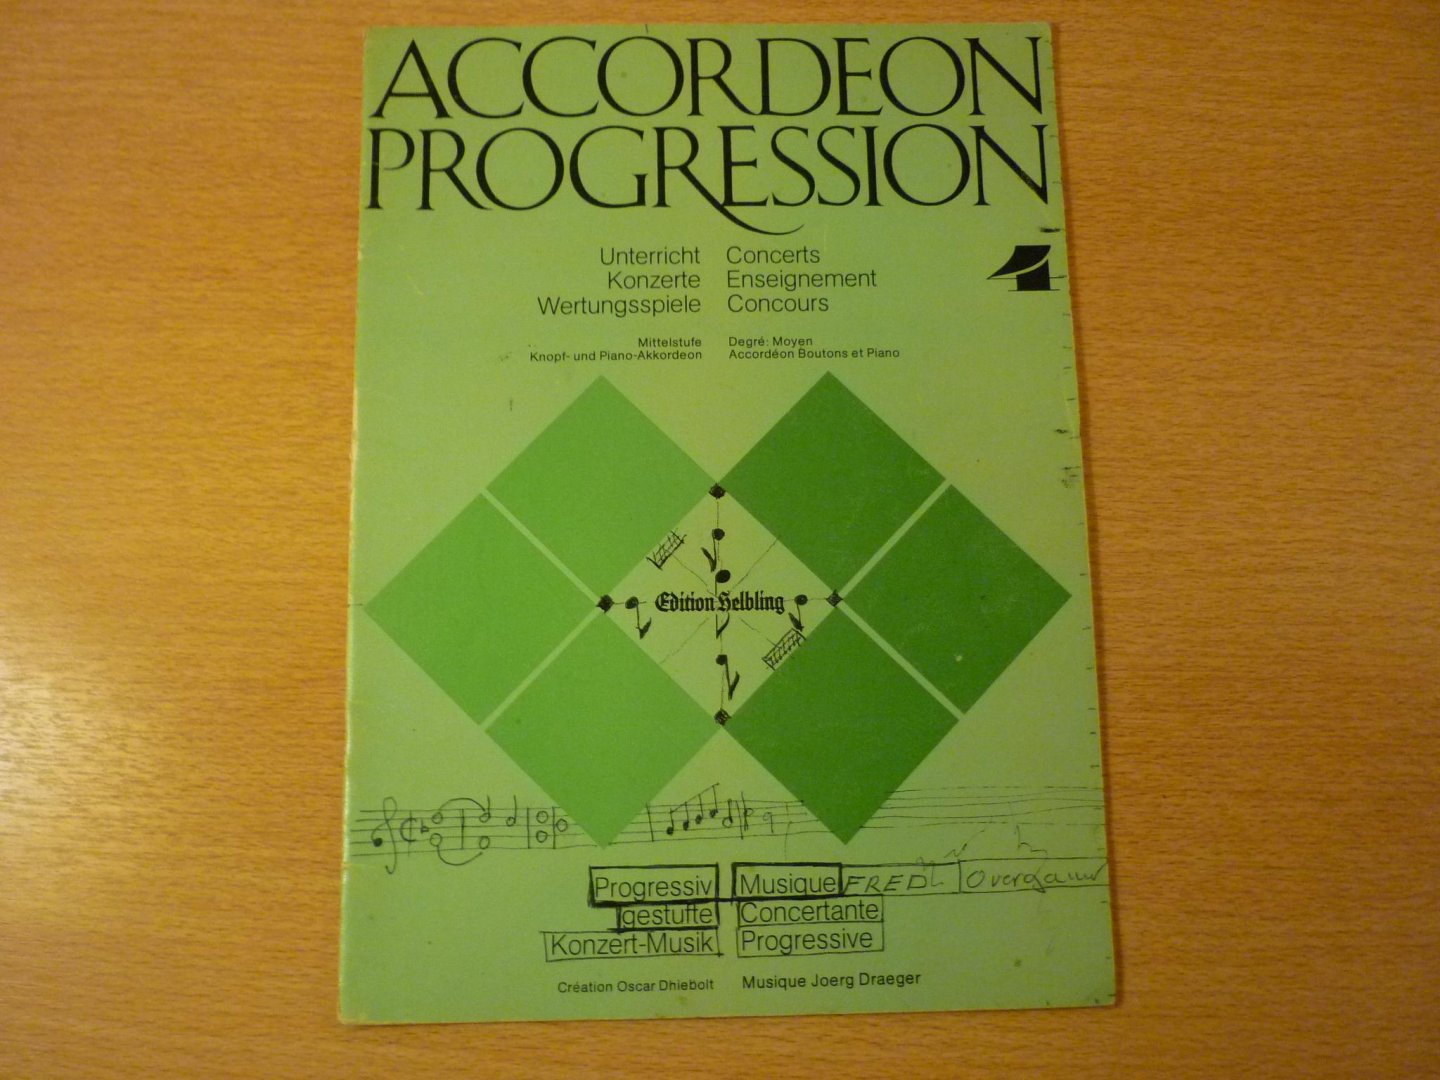 ACCORDEON
PROGRESSION
4
Unterricht Concerts
Konzerte Enseignement
Wertungsspiele Concours
Mittelstufe Degré: Moyen
Knopf- und Piano-Akkordeon Accordéon Boutons et Piano
Edition Helbling
Progressiv Musique FRED
gestufte Concertante
Konzert-Musik Progressive
Création Oscar Dhiebolt Musique Joerg Draeger